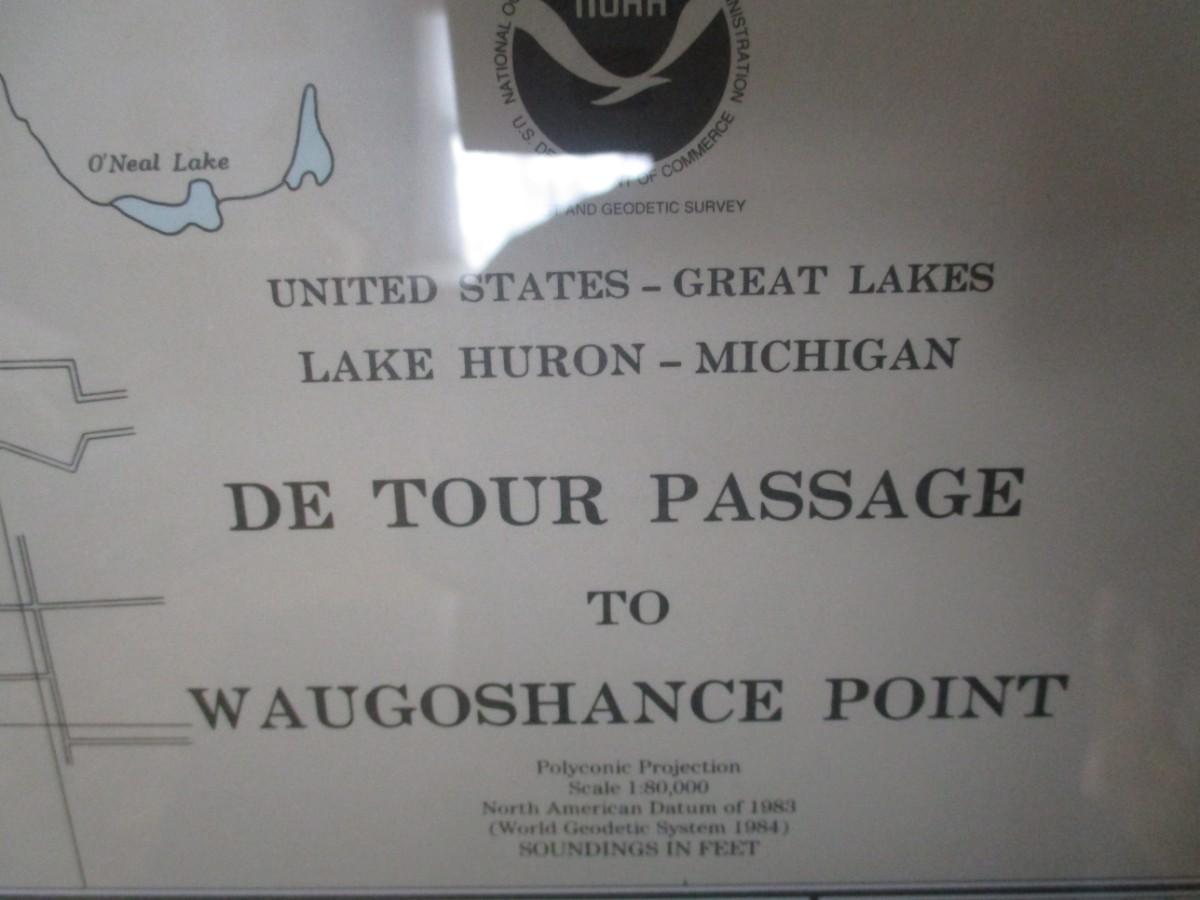 NOAA
NATIONAL
NISTRATION
U.S. DE
OF COMMERCE
O'Neal Lake
AND GEODETIC SURVEY
UNITED STATES – GREAT LAKES
LAKE HURON – MICHIGAN
DE TOUR PASSAGE
TO
WAUGOSHANCE POINT
Polyconic Projection
Scale 1:80,000
North American Datum of 1983
(World Geodetic System 1984)
SOUNDINGS IN FEET